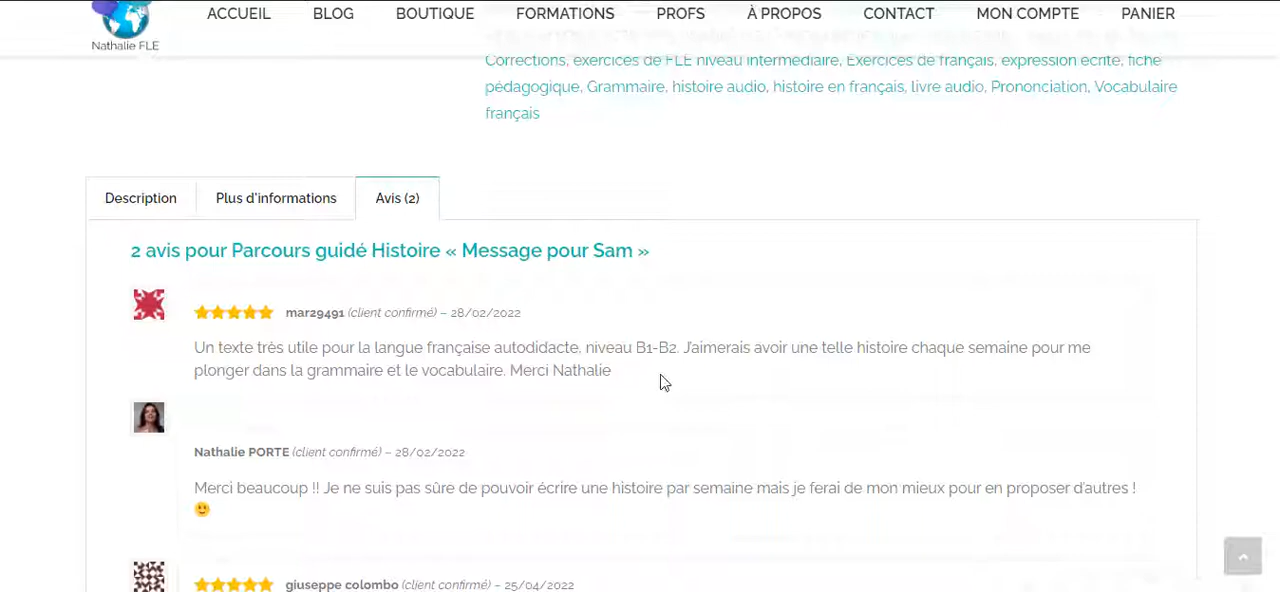 ACCUEIL BLOG BOUTIQUE FORMATIONS PROFS À PROPOS CONTACT MON COMPTE PANIER
Nathalie FLE
Corrections, exercices de FLE niveau intermédiaire, Exercices de français, expression écrite, fiche
pédagogique, Grammaire, histoire audio, histoire en français, livre audio, Prononciation, Vocabulaire
français
Description Plus d'informations Avis (2)
2 avis pour Parcours guidé Histoire « Message pour Sam »
mar29491 (client confirmé) – 28/02/2022
Un texte très utile pour la langue française autodidacte, niveau B1-B2. J'aimerais avoir une telle histoire chaque semaine pour me
plonger dans la grammaire et le vocabulaire. Merci Nathalie
Nathalie PORTE (client confirmé) – 28/02/2022
Merci beaucoup !! Je ne suis pas sûre de pouvoir écrire une histoire par semaine mais je ferai de mon mieux pour en proposer d'autres !
🙂
giuseppe colombo (client confirmé) – 25/04/2022